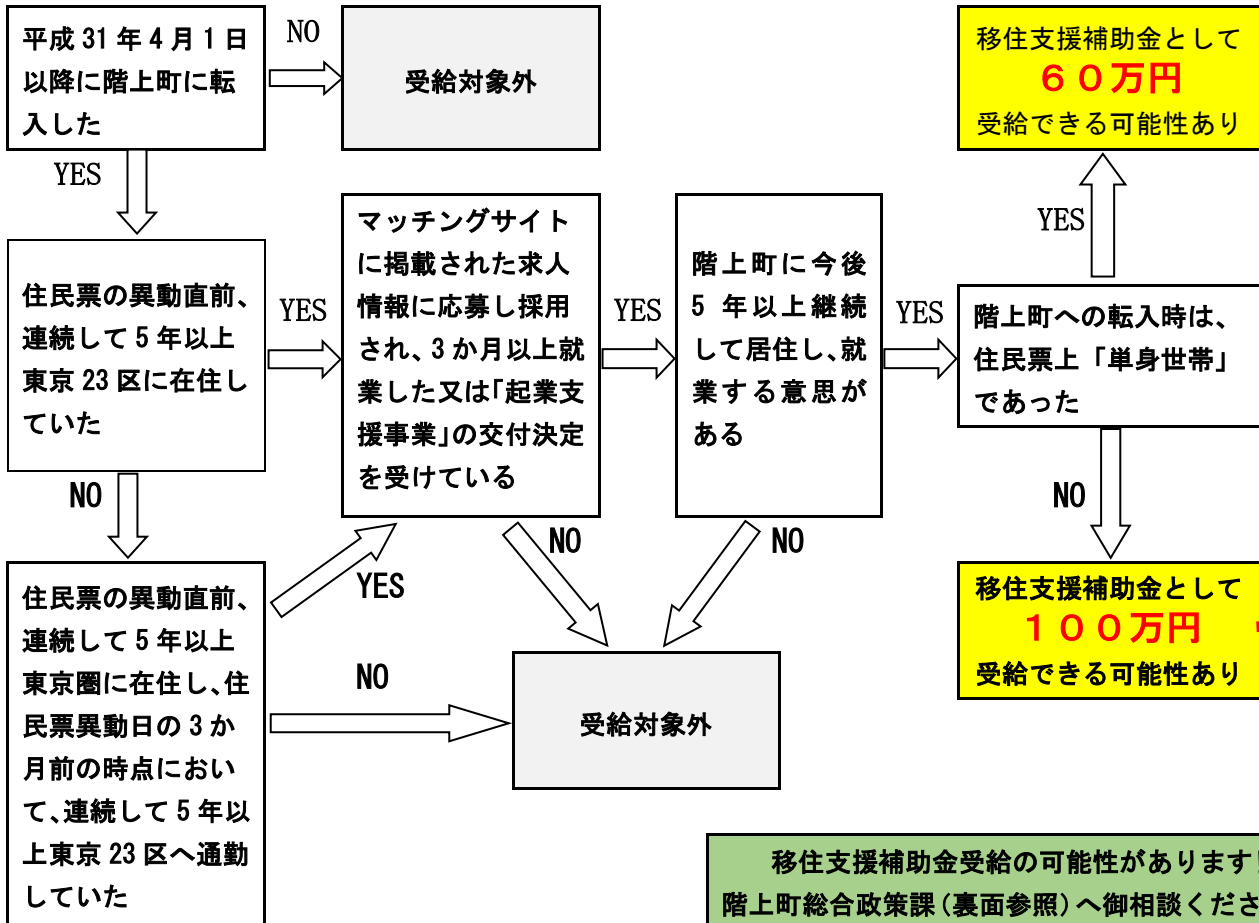 平成31年4月1日
以降に階上町に転
入した
NO
受給対象外
移住支援補助金として
６０万円
受給できる可能性あり
YES
住民票の異動直前、
連続して5年以上
東京23区に在住し
ていた
YES
マッチングサイト
に掲載された求人
情報に応募し採用
され、3か月以上就
業した又は「起業支
援事業」の交付決定
を受けている
YES
階上町に今後
5年以上継続
して居住し、就
業する意思が
ある
YES
階上町への転入時は、
住民票上「単身世帯」
であった
YES
NO
NO
NO
NO
住民票の異動直前、
連続して5年以上
東京圏に在住し、住
民票異動日の3か
月前の時点におい
て、連続して5年以
上東京23区へ通勤
していた
YES
NO
受給対象外
移住支援補助金として
１００万円
受給できる可能性あり
移住支援補助金受給の可能性があります!
階上町総合政策課(裏面参照)へ御相談くださ